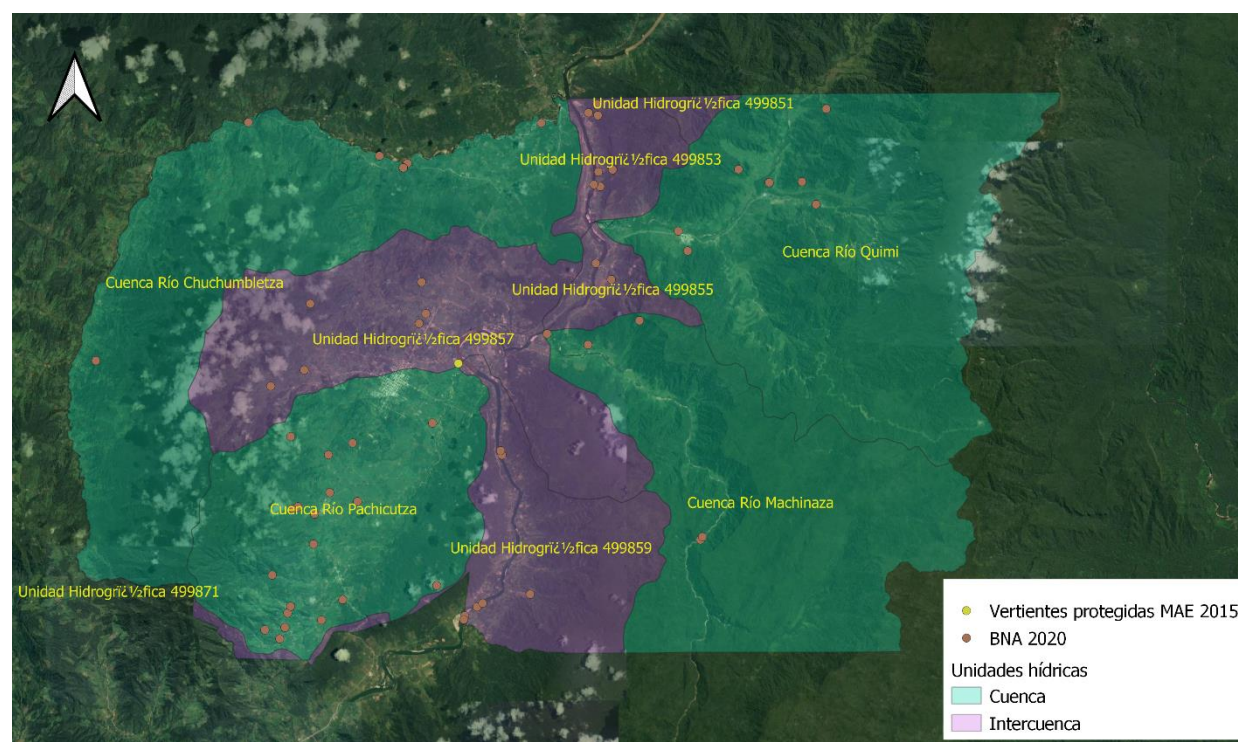 Unidad Hidrogrï¿½fica 499851
Unidad Hidrogrï¿½fica 499853
Cuenca Río Quimi
Cuenca Río Chuchumbletza
Unidad Hidrogrï¿½fica 499855
Unidad Hidrogrï¿½fica 499857
Cuenca Río Machinaza
Cuenca Río Pachicutza
Unidad Hidrogrï¿½fica 499859
Unidad Hidrogrï¿½fica 499871
Vertientes protegidas MAE 2015
BNA 2020
Unidades hídricas
Cuenca
Intercuenca